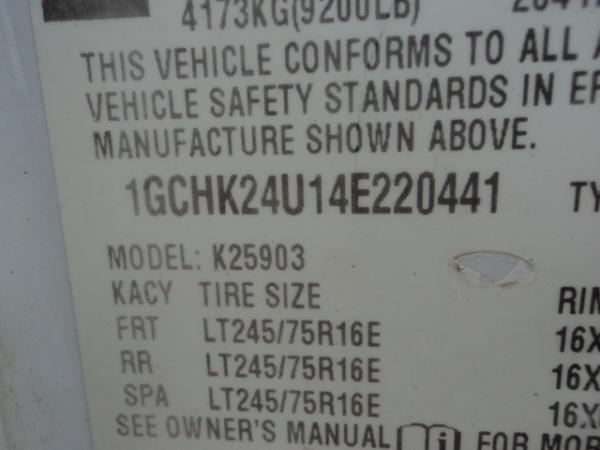 4173KG(9200LB)
THIS VEHICLE CONFORMS TO ALL
VEHICLE SAFETY STANDARDS IN
MANUFACTURE SHOWN ABOVE.
1GCHK24U14E220441
MODEL: K25903
KACY TIRE SIZE
FRT LT245/75R16E 16X
RR LT245/75R16E 16X
SPA LT245/75R16E 16X
SEE OWNER'S MANUAL FOR